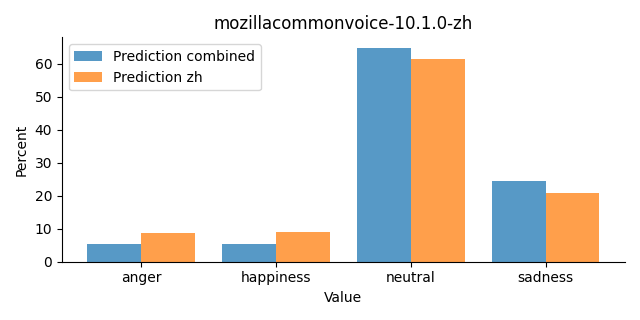 mozillacommonvoice-10.1.0-zh
Prediction combined
Prediction zh
Percent
60
50
40
30
20
10
0
anger happiness neutral sadness
Value